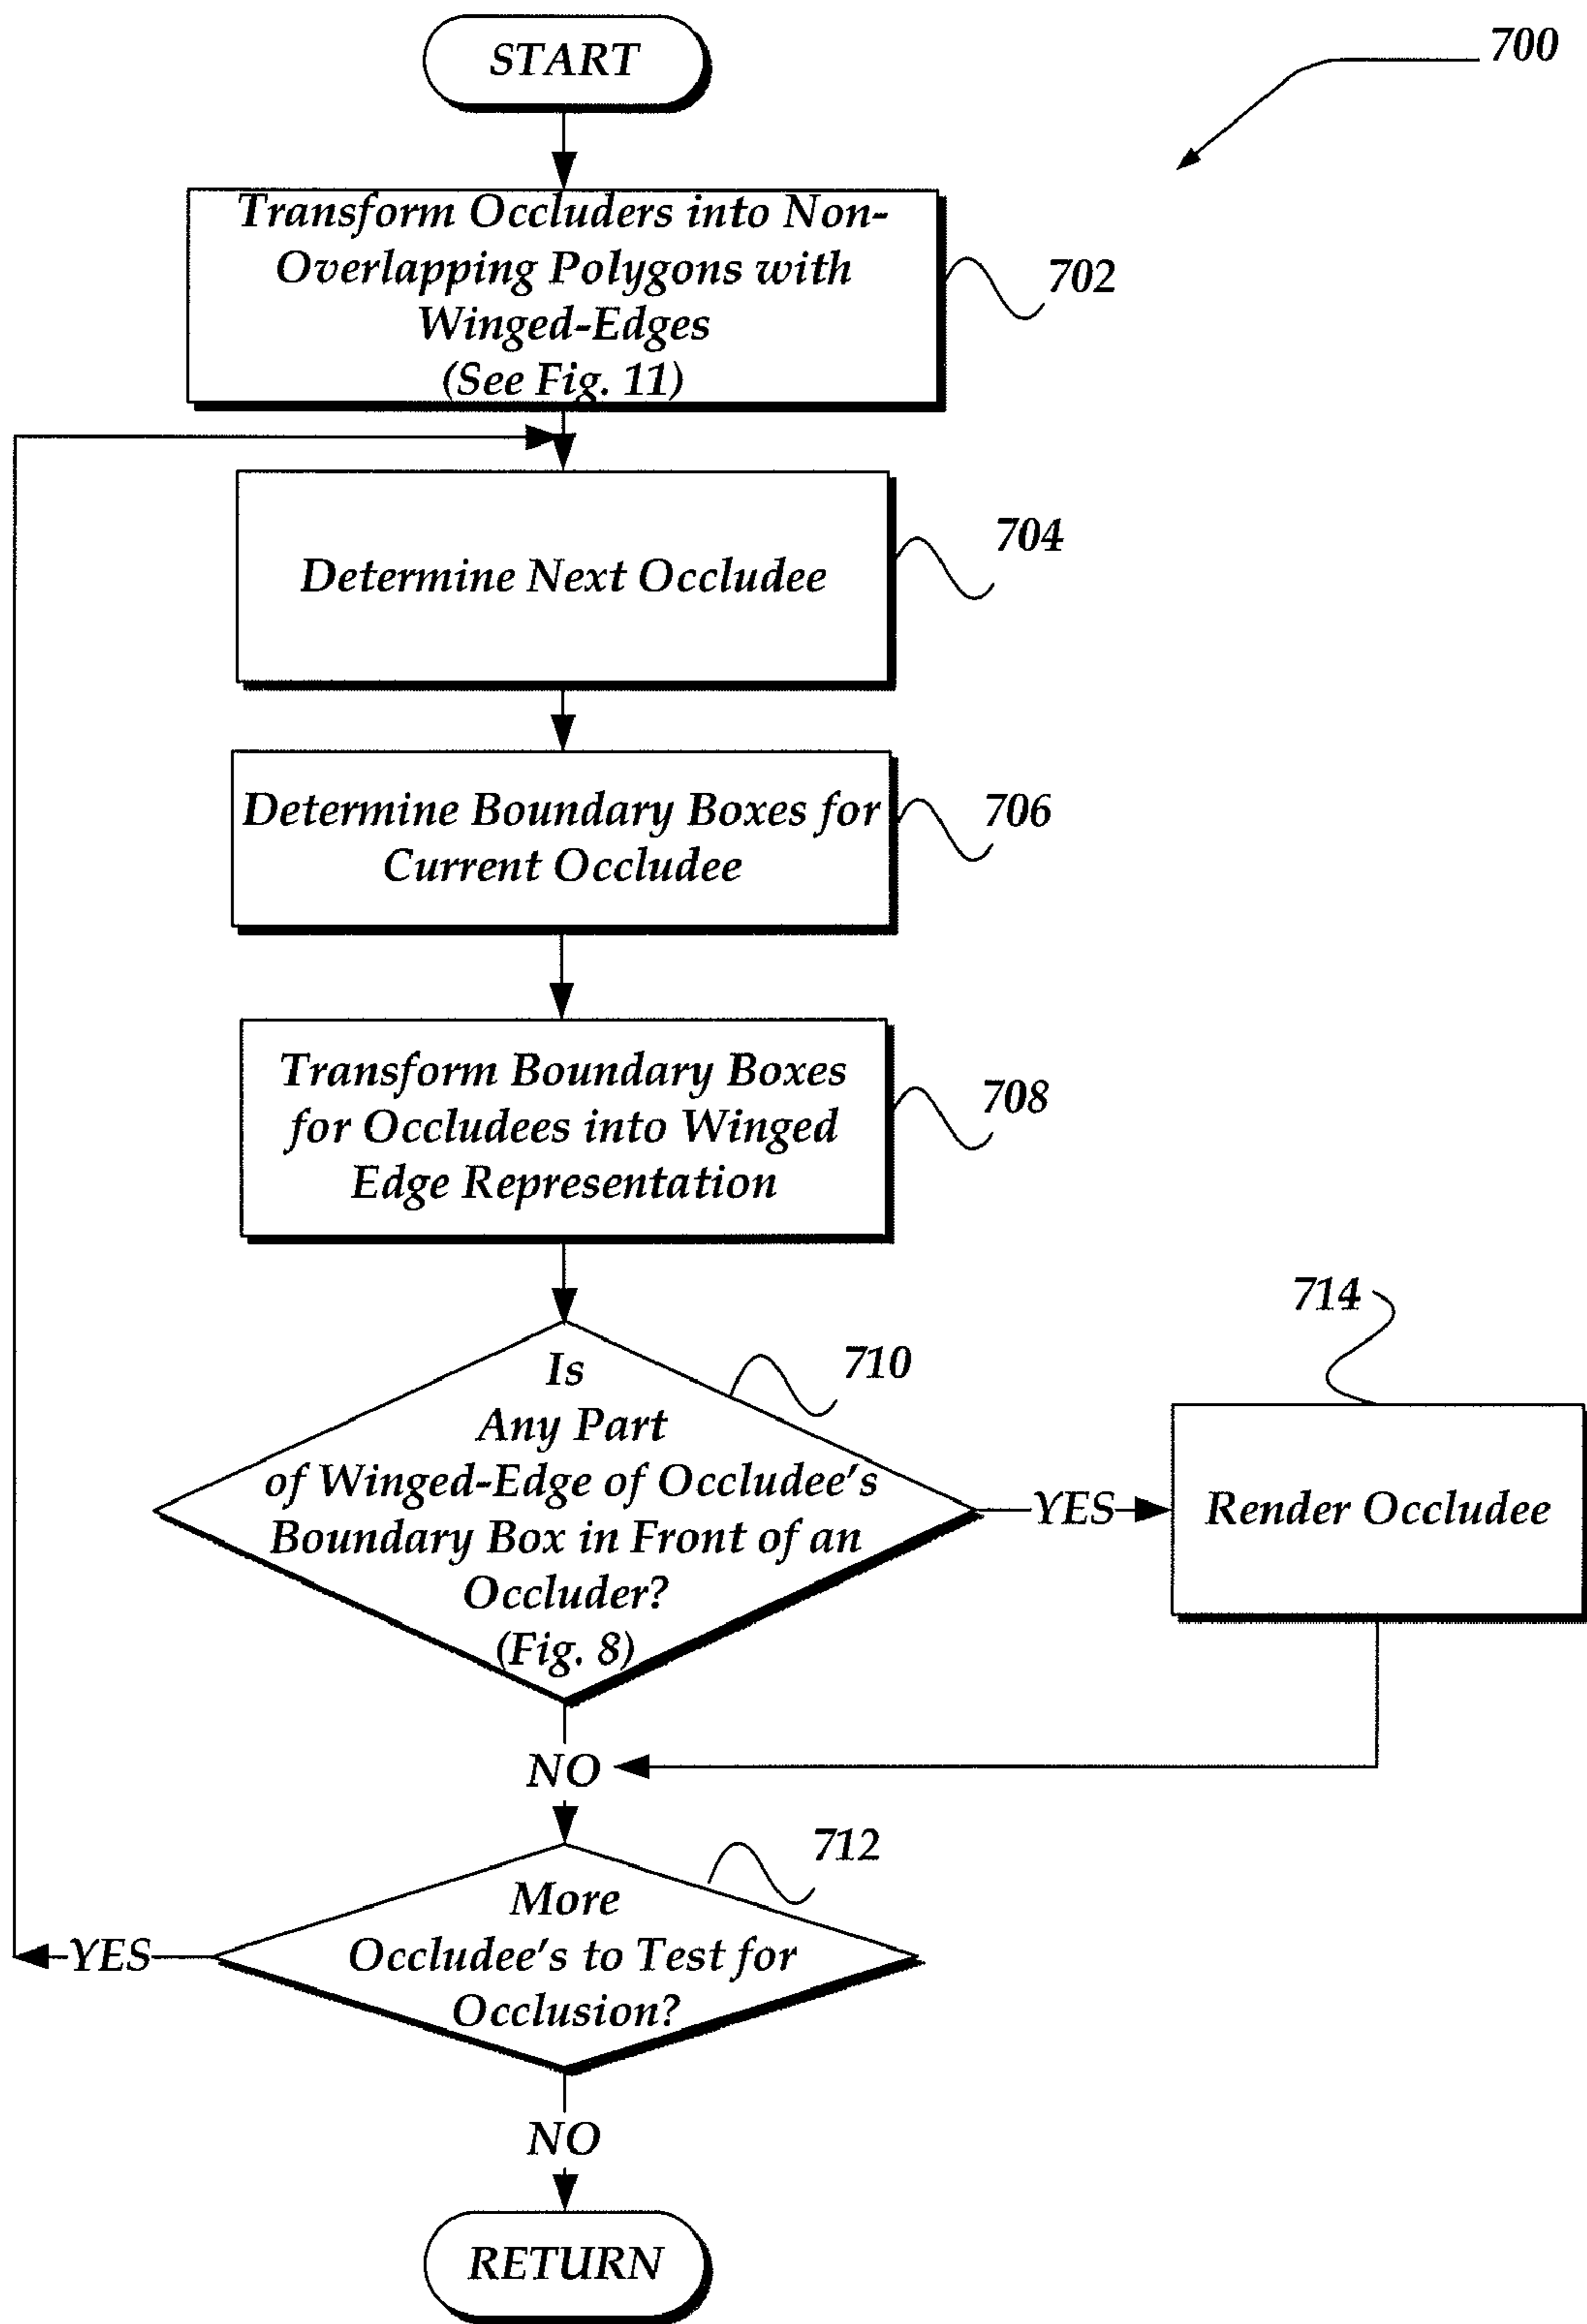 START
700
Transform Occluders into Non-
Overlapping Polygons with
Winged-Edges
(See Fig. 11)
702
Determine Next Occludee
704
Determine Boundary Boxes for
Current Occludee
706
Transform Boundary Boxes
for Occludees into Winged
Edge Representation
708
Is
Any Part
of Winged-Edge of Occludee's
Boundary Box in Front of an
Occluder?
(Fig. 8)
710
YES
714
Render Occludee
NO
712
More
Occludee's to Test for
Occlusion?
YES
NO
RETURN